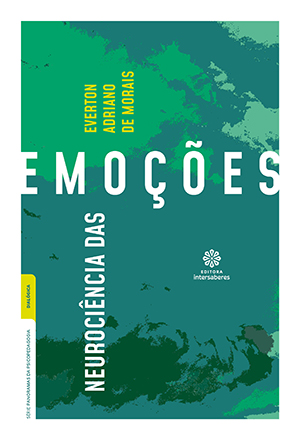 EVERTON
ADRIANO
DE MORAIS
NEUROCIÊNCIA DAS
EMOÇÕES
EDITORA
intersaberes
DIALÓGICA
SÉRIE PANORAMAS DA PSICOPEDAGOGIA